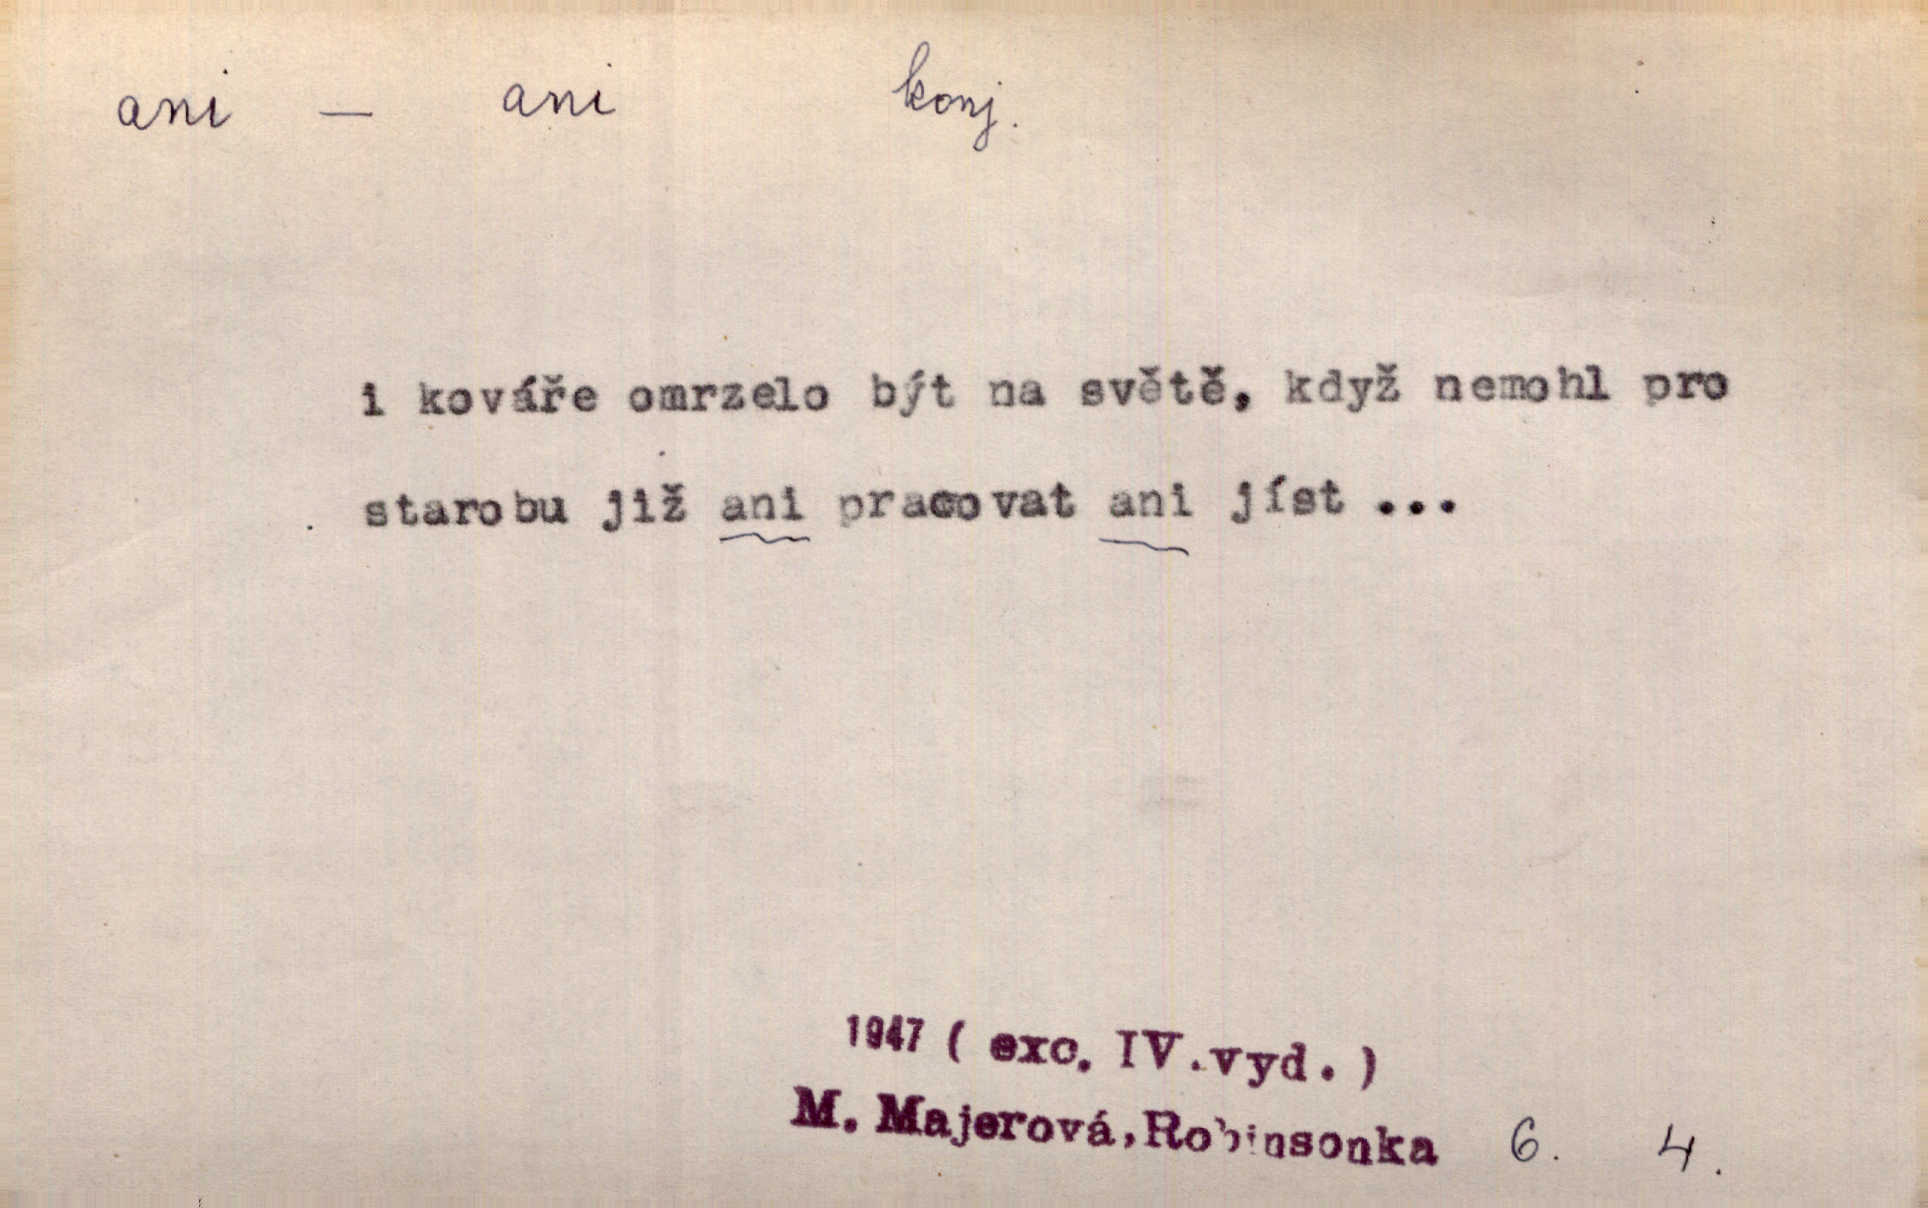 ani — ani konj.
i kováře omrzelo být na světě, když nemohl pro
starobu již ani pracovat ani jíst ...
1947 ( exc. IV.vyd. )
M. Majerová, Robinsonka 6. 4.